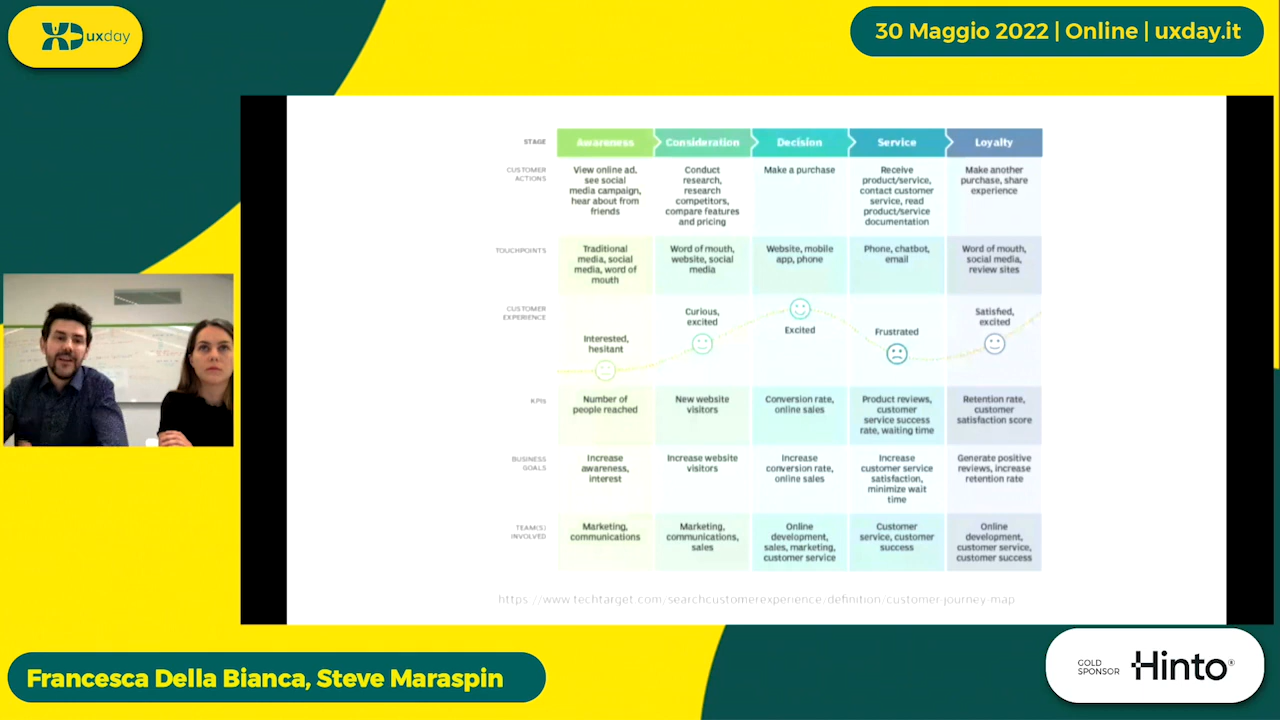 uxday
30 Maggio 2022 | Online | uxday.it
STAGE
Awareness
Consideration
Decision
Service
Loyalty
CUSTOMER
ACTIONS
View online ad,
see social
media campaign,
hear about from
friends
Conduct
research,
research
competitors,
compare features
and pricing
Make a purchase
Receive
product/service,
contact customer
service, read
product/service
documentation
Make another
purchase, share
experience
TOUCHPOINTS
Traditional
media, social
media, word of
mouth
Word of mouth,
website, social
media
Website, mobile
app, phone
Phone, chatbot,
email
Word of mouth,
social media,
review sites
CUSTOMER
EXPERIENCE
Interested,
hesitant
Curious,
excited
Excited
Frustrated
Satisfied,
excited
KPIS
Number of
people reached
New website
visitors
Conversion rate,
online sales
Product reviews,
customer
service success
rate, waiting time
Retention rate,
customer
satisfaction score
BUSINESS
GOALS
Increase
awareness,
interest
Increase website
visitors
Increase
conversion rate,
online sales
Increase
customer service
satisfaction,
minimize wait
time
Generate positive
reviews, increase
retention rate
TEAM(S)
INVOLVED
Marketing,
communications
Marketing,
communications,
sales
Online
development,
sales, marketing,
customer service
Customer
service, customer
success
Online
development,
customer service,
customer success
https://www.techtarget.com/searchcustomerexperience/definition/customer-journey-map
Francesca Della Bianca, Steve Maraspin
GOLD
SPONSOR
Hinto®